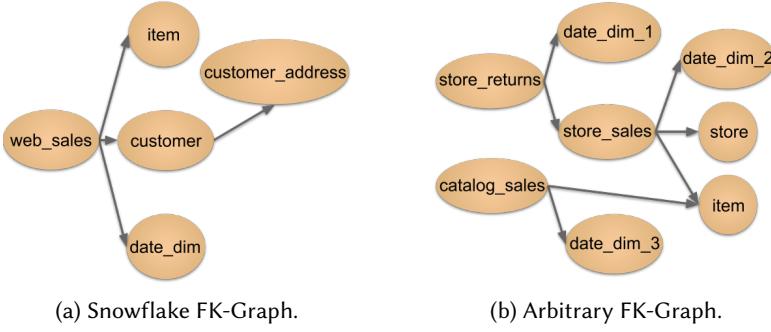 item
customer_address
web_sales
customer
date_dim
(a) Snowflake FK-Graph.
date_dim_1
date_dim_2
store_returns
store_sales
store
catalog_sales
item
date_dim_3
(b) Arbitrary FK-Graph.